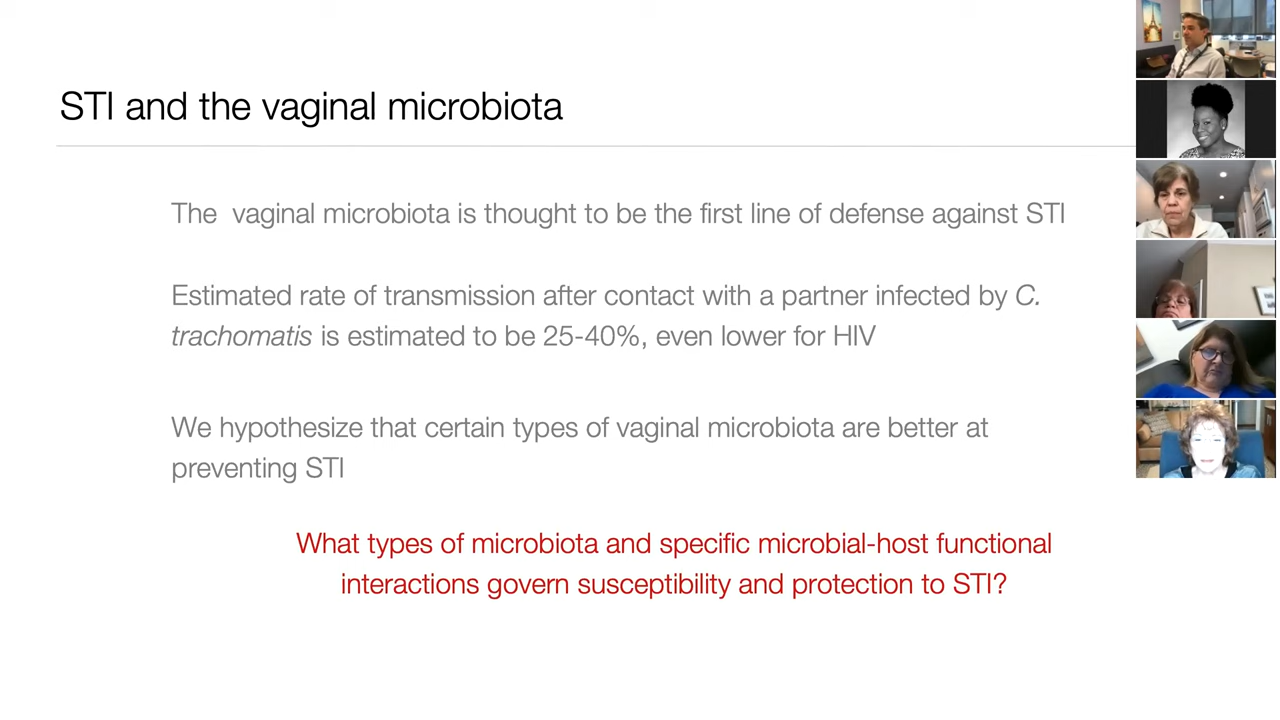 STI and the vaginal microbiota
The vaginal microbiota is thought to be the first line of defense against STI
Estimated rate of transmission after contact with a partner infected by C.
trachomatis is estimated to be 25-40%, even lower for HIV
We hypothesize that certain types of vaginal microbiota are better at
preventing STI
What types of microbiota and specific microbial-host functional
interactions govern susceptibility and protection to STI?